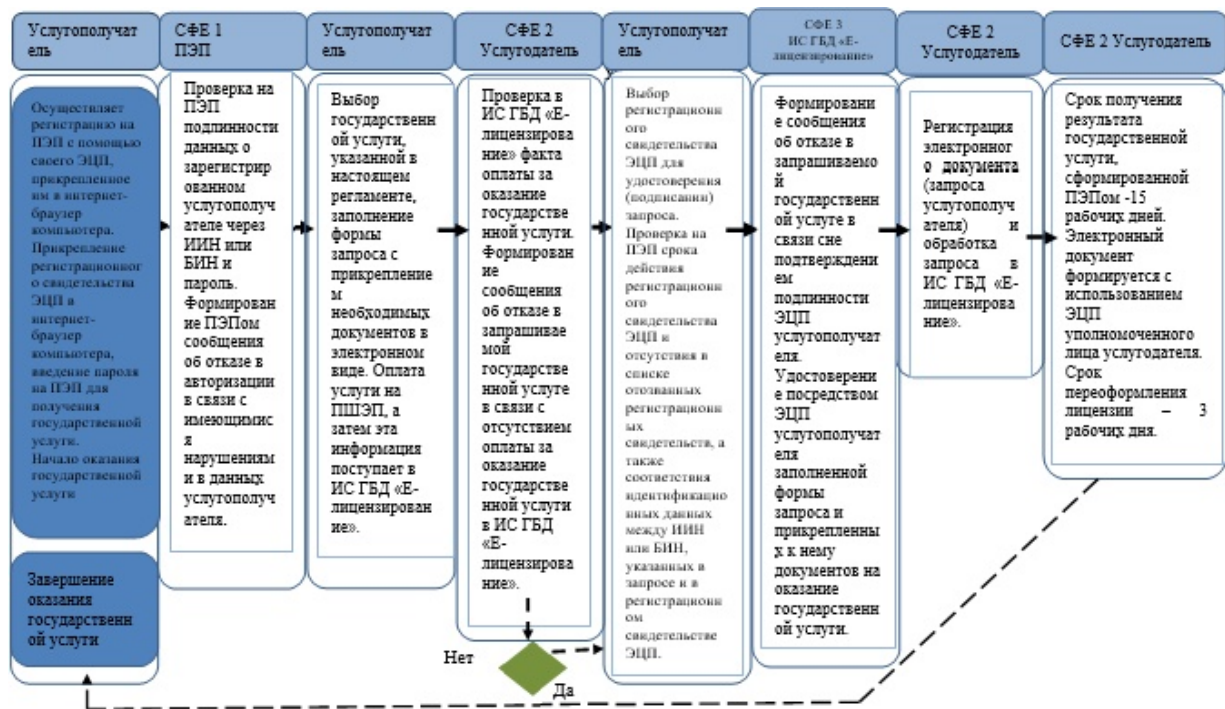 Услугополучат
ель
Осуществляет
регистрацию на
ПЭП с помощью
своего ЭЦП,
прикрепленное
им в интернет-
браузер
компьютера.
Прикрепление
регистрационног
о свидетельства
ЭЦП в
интернет-
браузер
компьютера,
введение пароля
на ПЭП для
получения
государственной
услуги.
Начало оказания
государственной
услуги
Завершение
оказания
государственн
ой услуги
СФЕ 1
ПЭП
Проверка на
ПЭП
подлинности
данных о
зарегистрир
ованном
услугополуч
ателе через
ИИН или
БИН и
пароль.
Формирован
ие ПЭПом
сообщения
об отказе в
авторизации
в связи с
имеющимис
я
нарушениям
и в данных
услугополуч
ателя.
Услугополучат
ель
Выбор
государственн
ой услуги,
указанной в
настоящем
регламенте,
заполнение
формы
запроса с
прикрепление
м
необходимых
документов в
электронном
виде. Оплата
услуги на
ПШЭП, а
затем эта
информация
поступает в
ИС ГБД «Е-
лицензирован
ие».
СФЕ 2
Услугодатель
Проверка в
ИС ГБД «Е-
лицензирова
ние» факта
оплаты за
оказание
государстве
нной услуги.
Формирован
ие
сообщения
об отказе в
запрашивае
мой
государстве
нной услуге
в связи с
отсутствием
оплаты за
оказание
государстве
нной услуги
в ИС ГБД
«Е-
лицензирова
ние».
Нет
Да
Услугополучат
ель
Выбор
регистрационн
ого
свидетельства
ЭЦП для
удостоверения
(подписания)
запроса.
Проверка на
ПЭП срока
действия
регистрационн
ого
свидетельства
ЭЦП и
отсутствия в
списке
отозванных
регистрационн
ых
свидетельств, а
также
соответствия
идентификацио
нных данных
между ИИН
или БИН,
указанных в
запросе и в
регистрационн
ом
свидетельстве
ЭЦП.
СФЕ 3
ИС ГБД «Е-
лицензирование»
Формировани
е сообщения
об отказе в
запрашиваемо
й
государственн
ой услуге в
связи сне
подтверждени
ем
подлинности
ЭЦП
услугополучат
еля.
Удостоверени
е посредством
ЭЦП
услугополучат
еля
заполненной
формы
запроса и
прикрепленны
х к нему
документов на
оказание
государственн
ой услуги.
СФЕ 2
Услугодатель
Регистрация
электронног
о документа
(запроса
услугополуч
ателя) и
обработка
запроса в
ИС ГБД «Е-
лицензирова
ние».
СФЕ 2 Услугодатель
Срок получения
результата
государственной
услуги,
сформированной
ПЭПом -15
рабочих дней.
Электронный
документ
формируется с
использованием
ЭЦП
уполномоченного
лица услугодателя.
Срок
переоформления
лицензии – 3
рабочих дня.